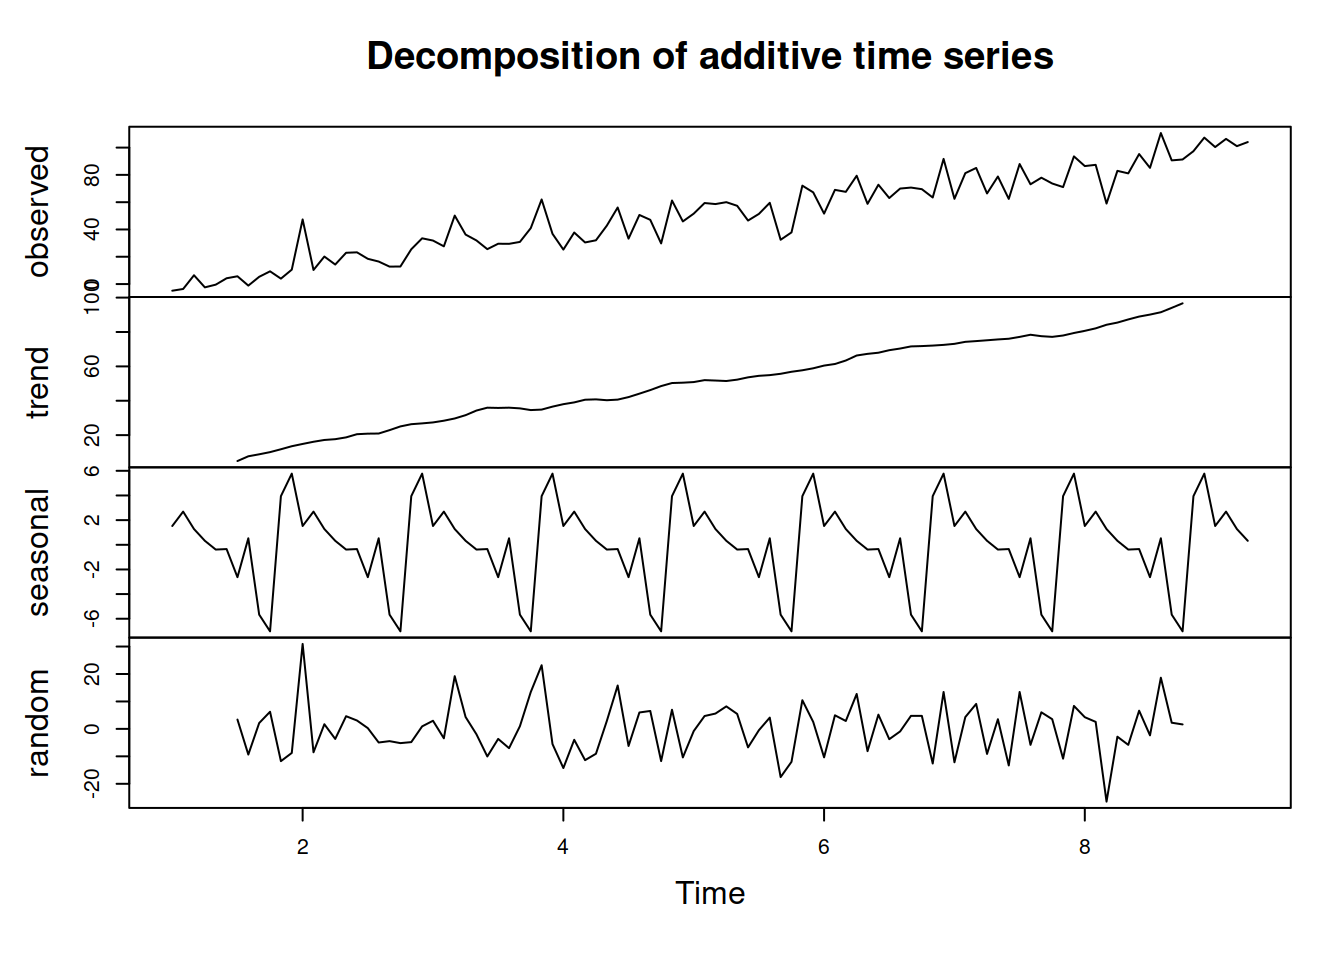 Decomposition of additive time series
observed
0 40 80
trend
20 60 100
seasonal
-6 -2 2 6
random
-20 0 20
2 4 6 8
Time